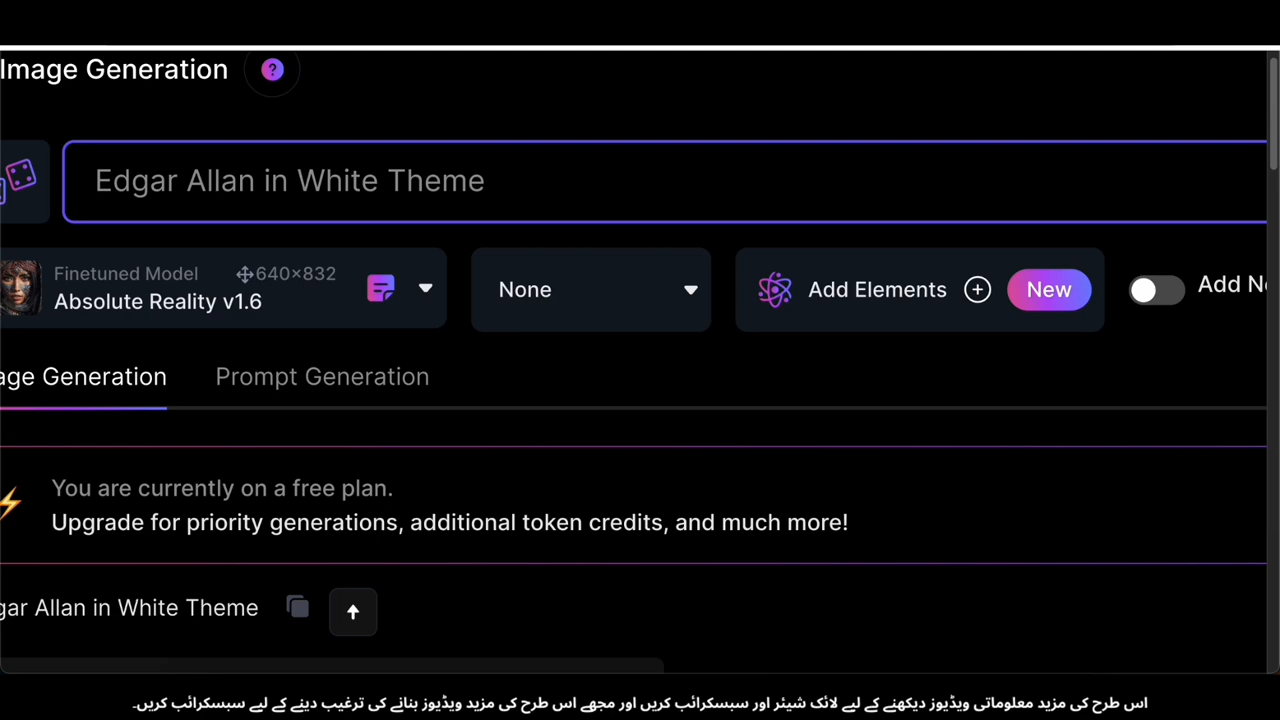 Image Generation ?
Edgar Allan in White Theme
Finetuned Model 640×832
Absolute Reality v1.6
None
Add Elements
New
Add N
age Generation Prompt Generation
You are currently on a free plan.
Upgrade for priority generations, additional token credits, and much more!
gar Allan in White Theme
اس طرح کی مزید معلوماتی ویڈیوز دیکھنے کے لیے لائک شیئر اور سبسکرائب کریں اور مجھے اس طرح کی مزید ویڈیوز بنانے کی ترغیب دینے کے لیے سبسکرائب کریں۔